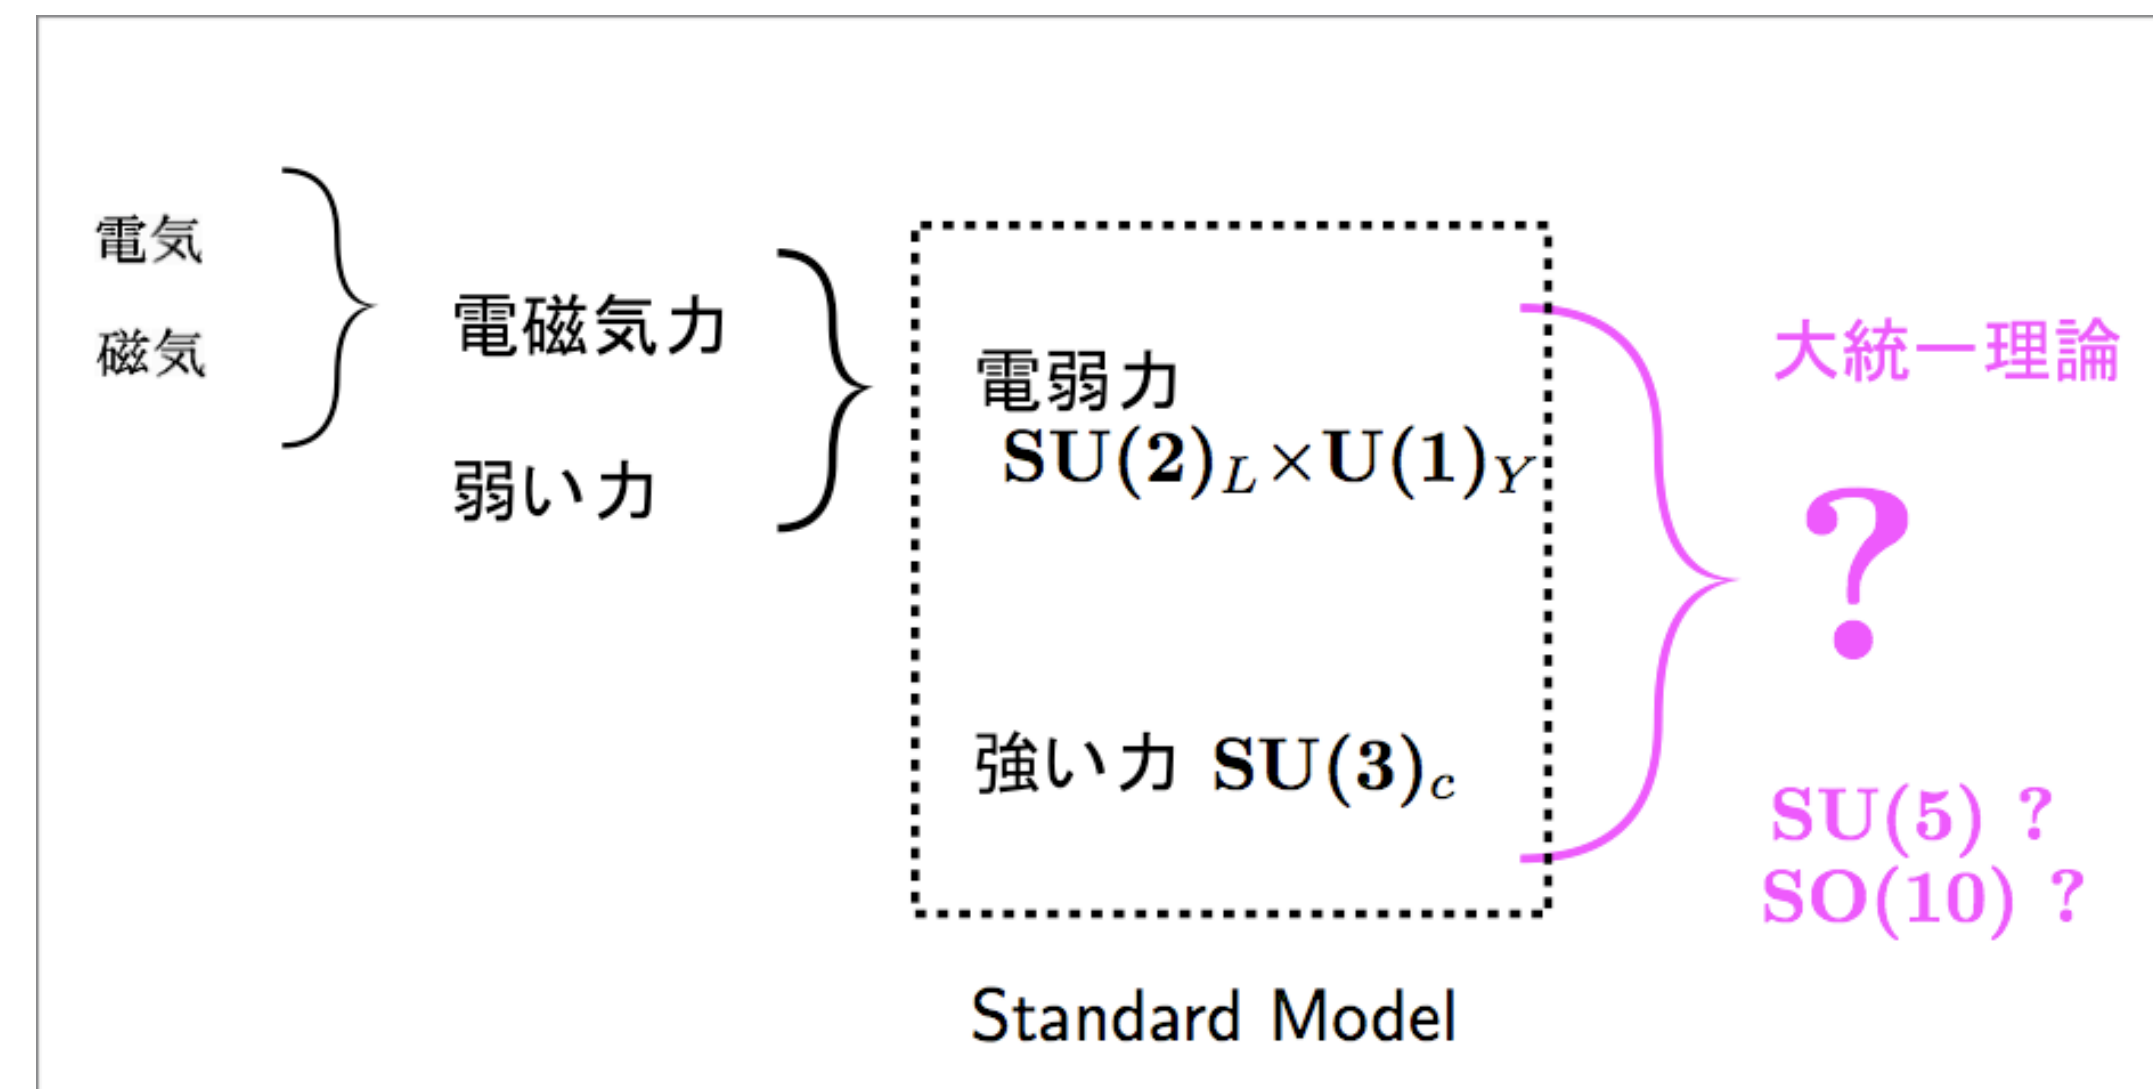 電気
磁気
電磁気力
弱い力
電弱力
SU(2)_L×U(1)_Y
強い力 SU(3)_c
Standard Model
大統一理論
?
SU(5) ?
SO(10) ?